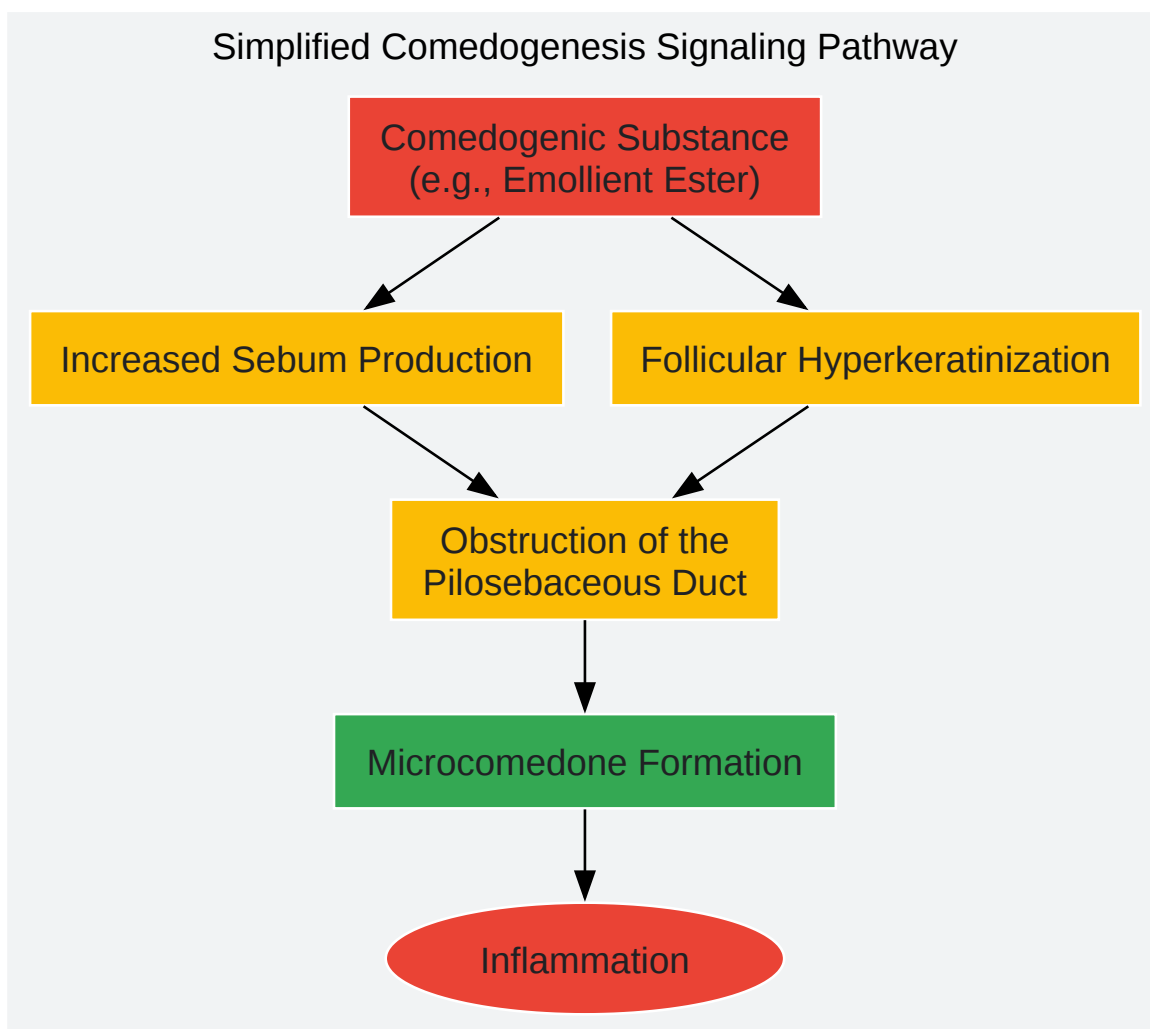 Simplified Comedogenesis Signaling Pathway
Comedogenic Substance
(e.g., Emollient Ester)
Increased Sebum Production
Follicular Hyperkeratinization
Obstruction of the
Pilosebaceous Duct
Microcomedone Formation
Inflammation